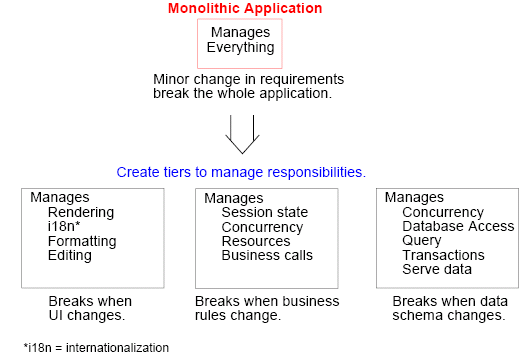 Monolithic Application
Manages
Everything
Minor change in requirements
break the whole application.
Create tiers to manage responsibilities.
Manages
Rendering
i18n*
Formatting
Editing
Breaks when
UI changes.
Manages
Session state
Concurrency
Resources
Business calls
Breaks when business
rules change.
Manages
Concurrency
Database Access
Query
Transactions
Serve data
Breaks when data
schema changes.
*i18n = internationalization